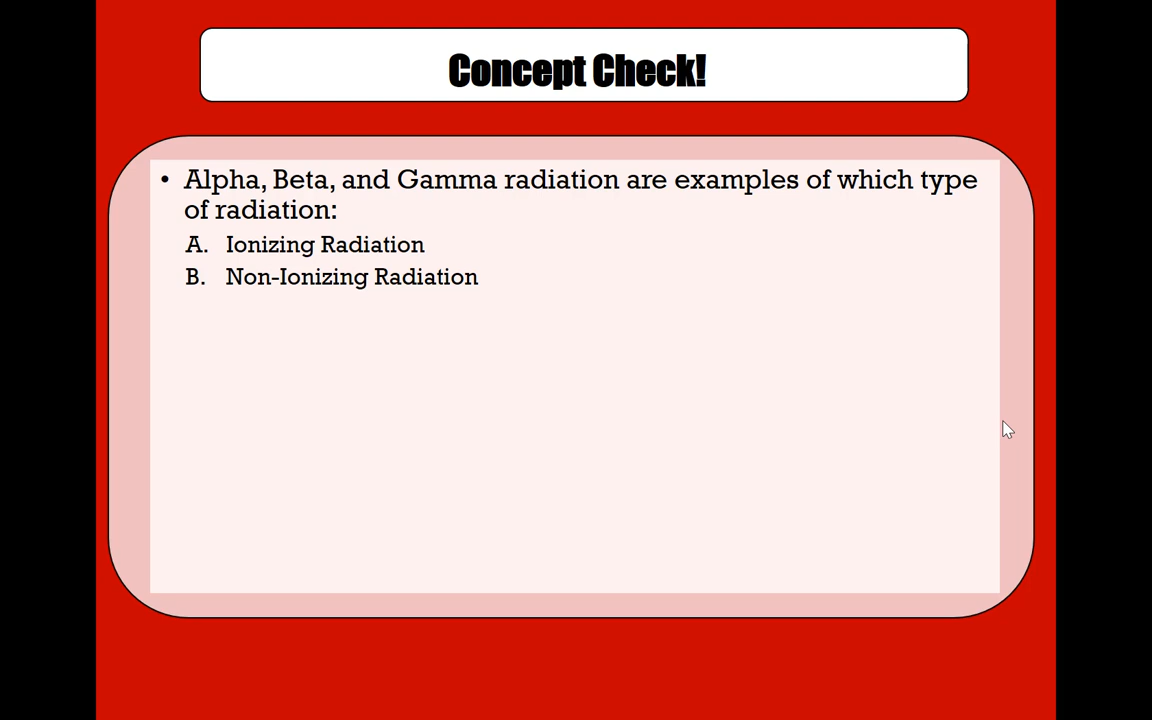 Concept Check!
• Alpha, Beta, and Gamma radiation are examples of which type
of radiation:
A. Ionizing Radiation
B. Non-Ionizing Radiation